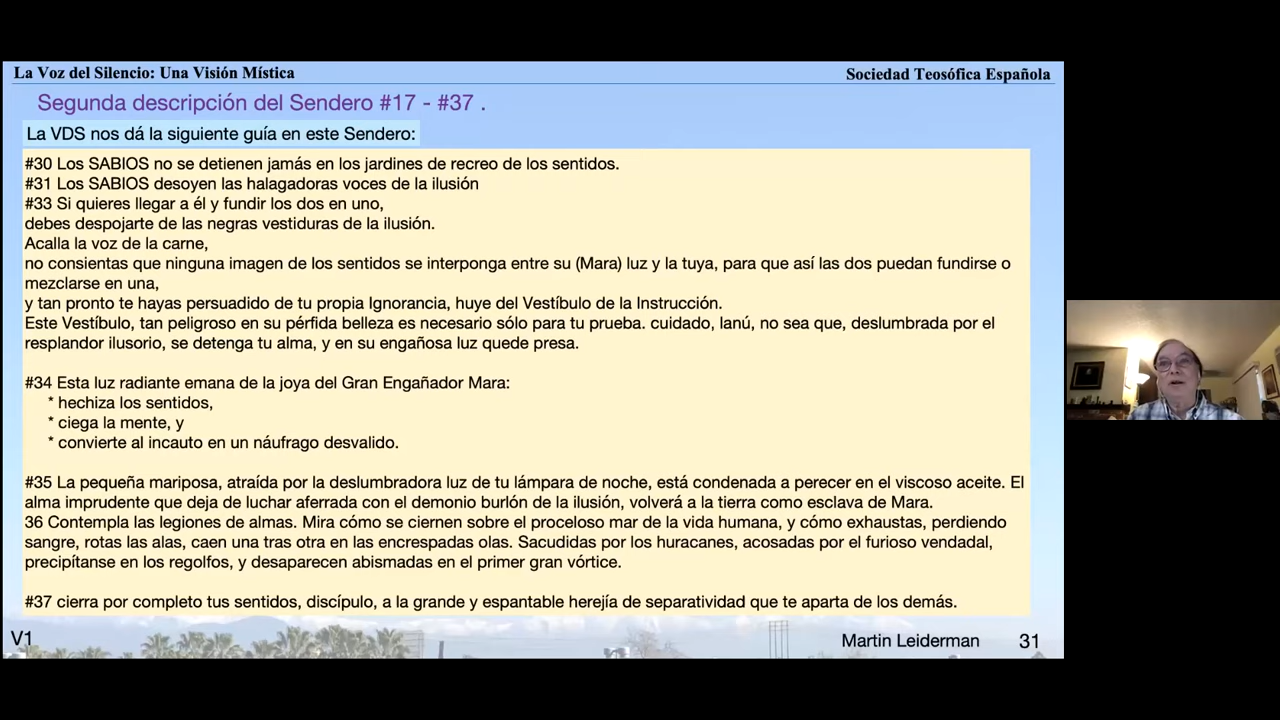 La Voz del Silencio: Una Visión Mística
Sociedad Teosófica Española
Segunda descripción del Sendero #17 - #37 .
La VDS nos dá la siguiente guía en este Sendero:
#30 Los SABIOS no se detienen jamás en los jardines de recreo de los sentidos.
#31 Los SABIOS desoyen las halagadoras voces de la ilusión
#33 Si quieres llegar a él y fundir los dos en uno,
debes despojarte de las negras vestiduras de la ilusión.
Acalla la voz de la carne,
no consientas que ninguna imagen de los sentidos se interponga entre su (Mara) luz y la tuya, para que así las dos puedan fundirse o
mezclarse en una,
y tan pronto te hayas persuadido de tu propia Ignorancia, huye del Vestíbulo de la Instrucción.
Este Vestíbulo, tan peligroso en su pérfida belleza es necesario sólo para tu prueba. cuidado, lanú, no sea que, deslumbrada por el
resplandor ilusorio, se detenga tu alma, y en su engañosa luz quede presa.
#34 Esta luz radiante emana de la joya del Gran Engañador Mara:
* hechiza los sentidos,
* ciega la mente, y
* convierte al incauto en un náufrago desvalido.
#35 La pequeña mariposa, atraída por la deslumbradora luz de tu lámpara de noche, está condenada a perecer en el viscoso aceite. El
alma imprudente que deja de luchar aferrada con el demonio burlón de la ilusión, volverá a la tierra como esclava de Mara.
36 Contempla las legiones de almas. Mira cómo se ciernen sobre el proceloso mar de la vida humana, y cómo exhaustas, perdiendo
sangre, rotas las alas, caen una tras otra en las encrespadas olas. Sacudidas por los huracanes, acosadas por el furioso vendadal,
precipítanse en los regolfos, y desaparecen abismadas en el primer gran vórtice.
#37 cierra por completo tus sentidos, discípulo, a la grande y espantable herejía de separatividad que te aparta de los demás.
V1
Martin Leiderman
31